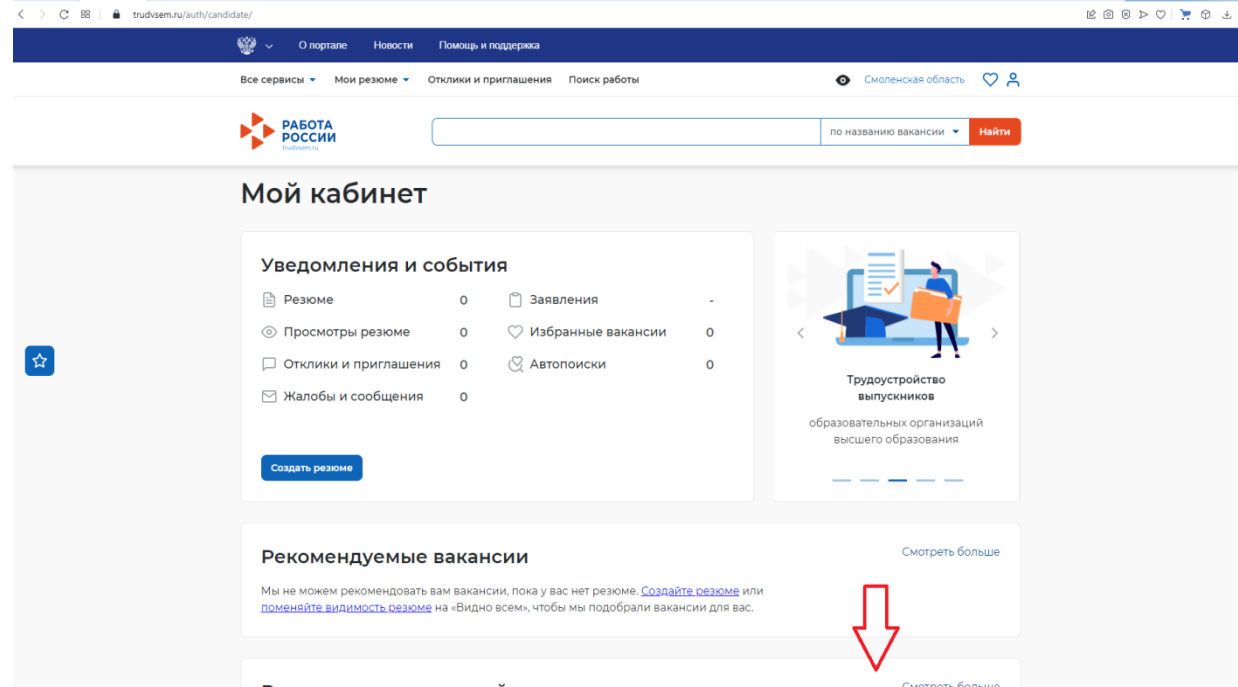 trudvsem.ru/auth/candidate/
О портале Новости Помощь и поддержка
Все сервисы Мои резюме Отклики и приглашения Поиск работы Смоленская область
РАБОТА
РОССИИ
trudvsem.ru
по названию вакансии Найти
Мой кабинет
Уведомления и события
Резюме 0 Заявления -
Просмотры резюме 0 Избранные вакансии 0
Отклики и приглашения 0 Автопоиски 0
Жалобы и сообщения 0
Создать резюме
Трудоустройство
выпускников
образовательных организаций
высшего образования
Рекомендуемые вакансии Смотреть больше
Мы не можем рекомендовать вам вакансии, пока у вас нет резюме. Создайте резюме или
поменяйте видимость резюме на «Видно всем», чтобы мы подобрали вакансии для вас.
Смотреть больше